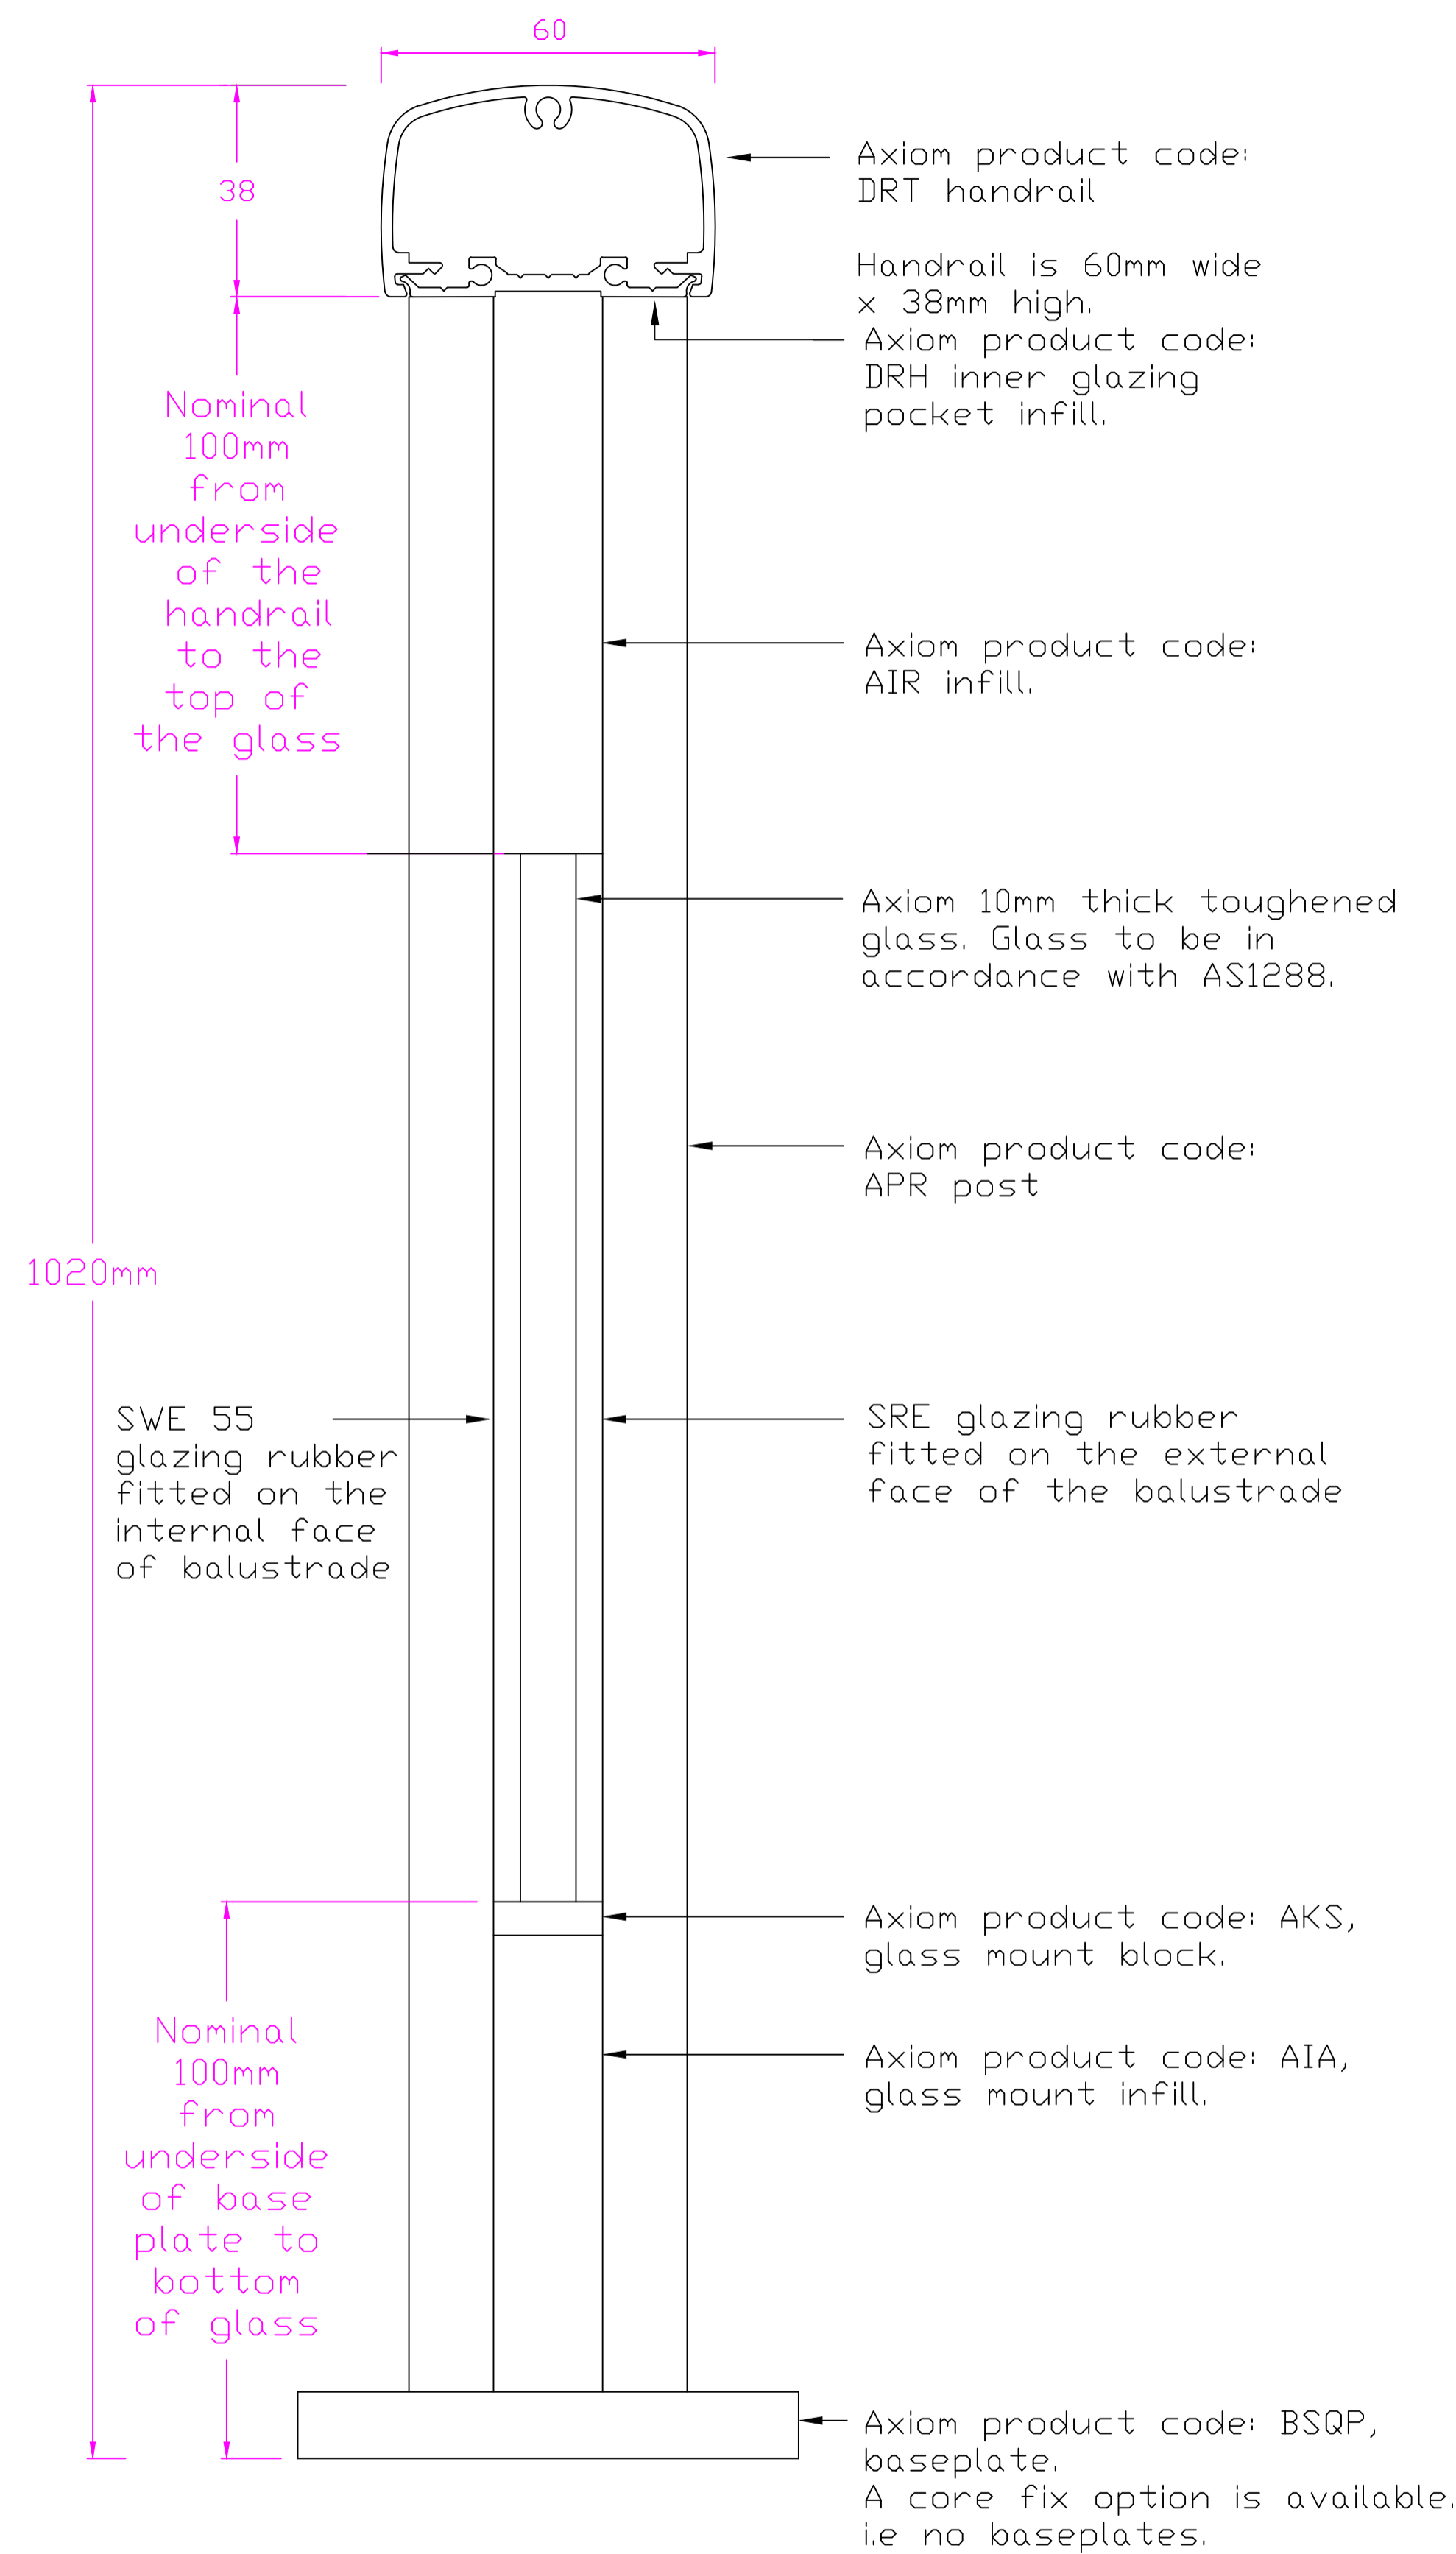 60
38
Axiom product code:
DRT handrail
Handrail is 60mm wide
x 38mm high.
Axiom product code:
DRH inner glazing
pocket infill.
Nominal
100mm
from
underside
of the
handrail
to the
top of
the glass
Axiom product code:
AIR infill.
Axiom 10mm thick toughened
glass. Glass to be in
accordance with AS1288.
Axiom product code:
APR post
1020mm
SWE 55
glazing rubber
fitted on the
internal face
of balustrade
SRE glazing rubber
fitted on the external
face of the balustrade
Axiom product code: AKS,
glass mount block.
Axiom product code: AIA,
glass mount infill.
Nominal
100mm
from
underside
of base
plate to
bottom
of glass
Axiom product code: BSQP,
baseplate.
A core fix option is available.
i.e no baseplates.